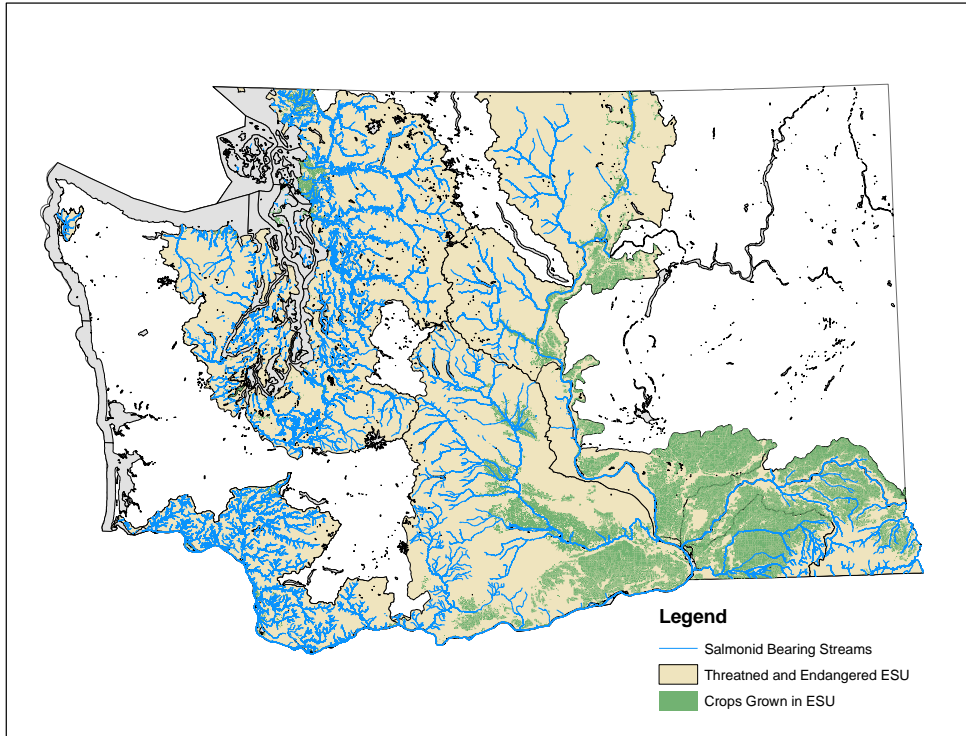 Legend
Salmonid Bearing Streams
Threatned and Endangered ESU
Crops Grown in ESU